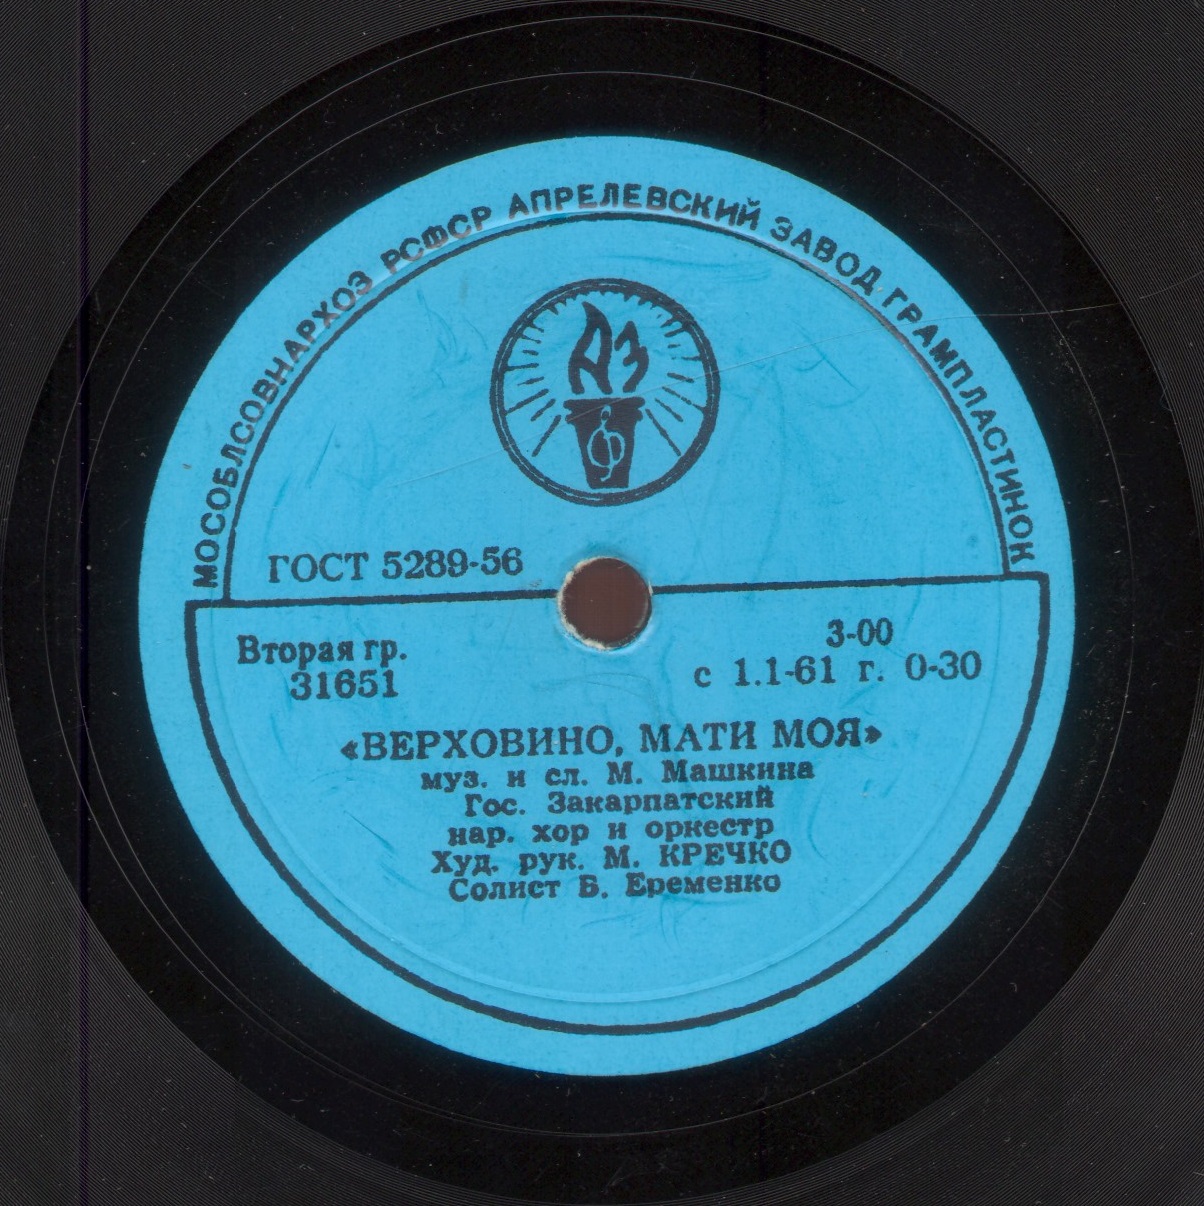 МОСОБЛСОВНАРХОЗ РСФСР АПРЕЛЕВСКИЙ ЗАВОД ГРАМПЛАСТИНОК
АЗ
Ф
ГОСТ 5289-56
Вторая гр.
31651
3-00
с 1.1-61 г. 0-30
«ВЕРХОВИНО, МАТИ МОЯ»
муз. и сл. М. Машкина
Гос. Закарпатский
нар. хор и оркестр
Худ. рук. М. КРЕЧКО
Солист Б. Еременко